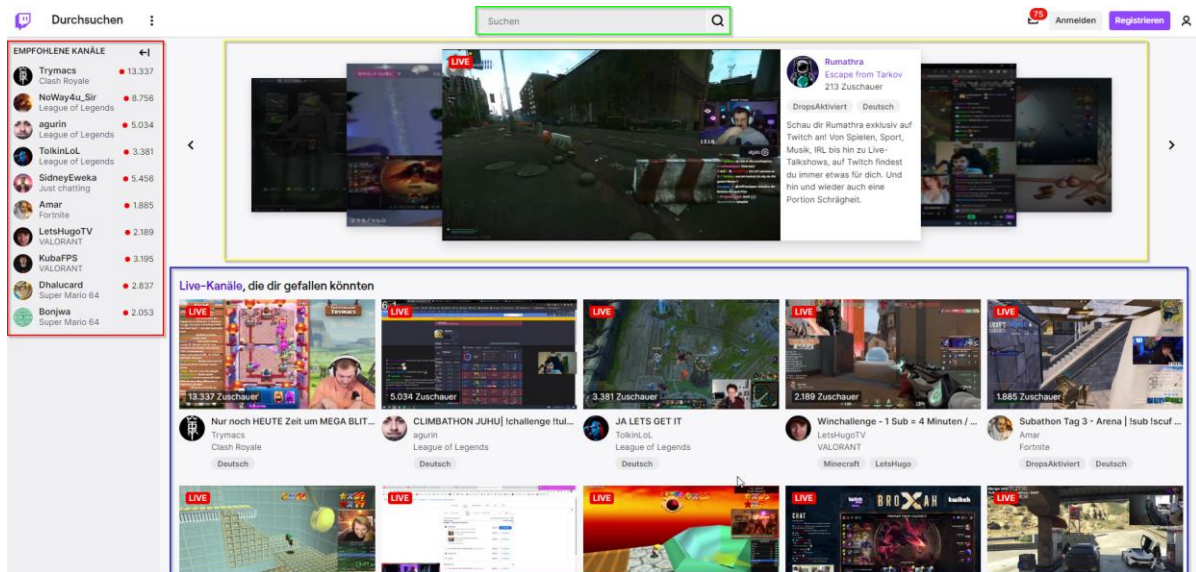 Durchsuchen
Suchen
75
Anmelden
Registrieren
EMPFOHLENE KANÄLE
Trymacs
13.337
Clash Royale
NoWay4u_Sir
8.756
League of Legends
agurin
5.034
League of Legends
TolkinLoL
3.381
League of Legends
SidneyEweka
5.456
Just chatting
Amar
1.885
Fortnite
LetsHugoTV
2.189
VALORANT
KubaFPS
3.195
VALORANT
Dhalucard
2.837
Super Mario 64
Bonjwa
2.053
Super Mario 64
LIVE
Rumathra
Escape from Tarkov
213 Zuschauer
DropsAktiviert Deutsch
Schau dir Rumathra exklusiv auf
Twitch an! Von Spielen, Sport,
Musik, IRL bis hin zu Live-
Talkshows, auf Twitch findest
du immer etwas für dich. Und
hin und wieder auch eine
Portion Schrägheit.
Live-Kanäle, die dir gefallen könnten
LIVE
TRYMACS
13.337 Zuschauer
Nur noch HEUTE Zeit um MEGA BLIT...
Trymacs
Clash Royale
Deutsch
LIVE
5.034 Zuschauer
CLIMBATHON JUHU| !challenge !tul...
agurin
League of Legends
Deutsch
LIVE
3.381 Zuschauer
JA LETS GET IT
TolkinLoL
League of Legends
Deutsch
LIVE
2.189 Zuschauer
Winchallenge - 1 Sub = 4 Minuten / ...
LetsHugoTV
VALORANT
Minecraft LetsHugo
LIVE
1.885 Zuschauer
Subathon Tag 3 - Arena | !sub !scuf ...
Amar
Fortnite
DropsAktiviert Deutsch
LIVE
LIVE
LIVE
LIVE
twitch BROXAH twitch
CHAT
LIVE